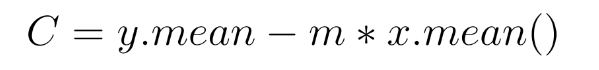 C = y.mean − m ∗ x.mean()